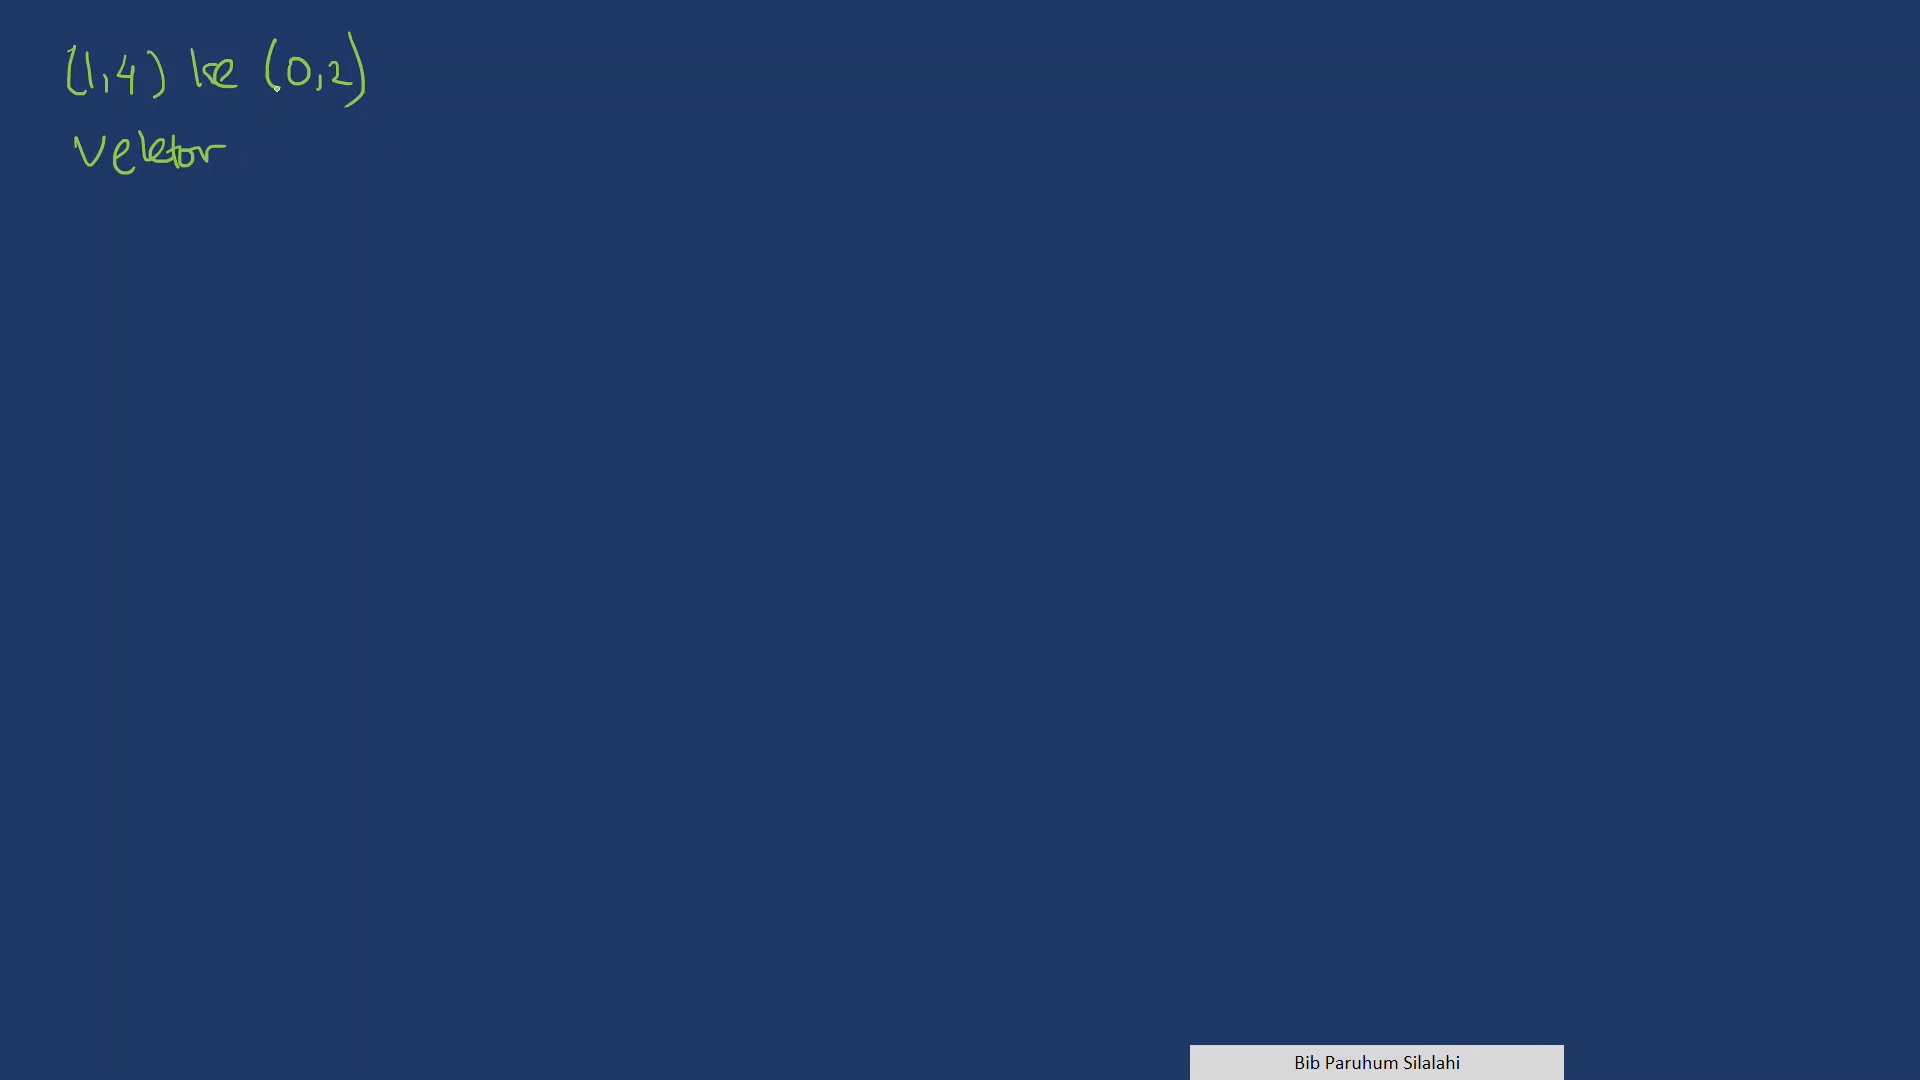 (1,4) ke (0,2)
vektor
Bib Paruhum Silalahi